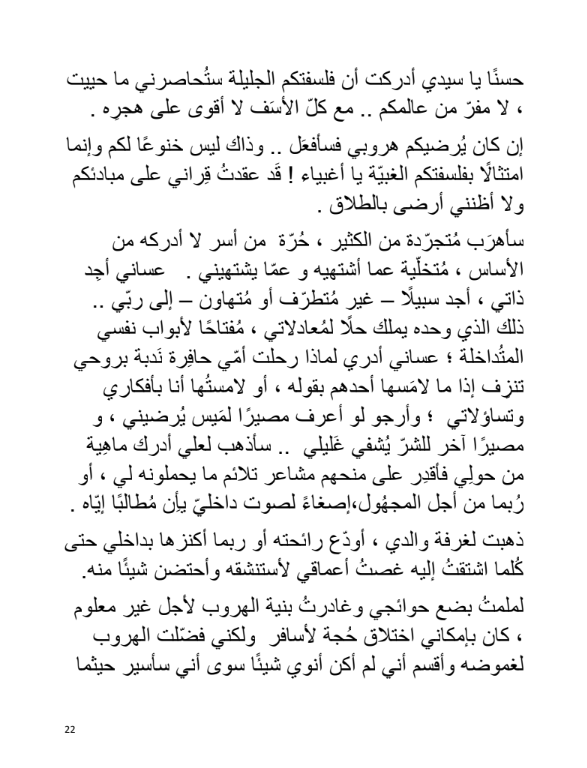 حسنًا يا سيدي أدركت أن فلسفتكم الجليلة ستُحاصرني ما حييت
، لا مفرّ من عالمكم .. مع كلّ الأسَف لا أقوى على هجرِه .
إن كان يُرضيكم هروبي فسأفعَل .. وذاك ليس خنوعًا لكم وإنما
امتثالًا بفلسفتكم الغبيّة يا أغبياء ! قَد عقدتُ قِراني على مبادئكم
ولا أظنني أرضى بالطلاق .
سأهرَب مُتجرّدة من الكثير ، حُرّة من أسر لا أدركه من
الأساس ، مُتخلّية عما أشتهيه و عمّا يشتهيني . عساني أجِد
ذاتي ، أجد سبيلًا – غير مُتطرّف أو مُتهاون – إلى ربّي ..
ذلك الذي وحده يملك حلًا لمُعادلاتي ، مُفتاحًا لأبواب نفسي
المتُداخلة ؛ عساني أدري لماذا رحلت أمّي حافِرة نَدبة بروحي
تنزِف إذا ما لامَسها أحدهم بقوله ، أو لامستُها أنا بأفكاري
وتساؤلاتي ؛ وأرجو لو أعرف مصيرًا لمَيس يُرضيني ، و
مصيرًا آخر للشرّ يُشفي غَليلي .. سأذهب لعلي أدرك ماهِية
من حولِي فأقدِر على منحهم مشاعر تلائم ما يحملونه لي ، أو
رُبما من أجل المجهُول،إصغاءً لصوت داخليّ يأِن مُطالبًا إيّاه .
ذهبت لغرفة والدي ، أودّع رائحته أو ربما أكنزها بداخلي حتى
كُلما اشتقتُ إليه غصتُ أعماقي لأستنشقه وأحتضن شيئًا منه.
لملمتُ بضع حوائجي وغادرتُ بنية الهروب لأجل غير معلوم
، كان بإمكاني اختلاق حُجة لأسافر ولكني فضّلت الهروب
لغموضه وأقسم أني لم أكن أنوي شيئًا سوى أني سأسير حيثما
22